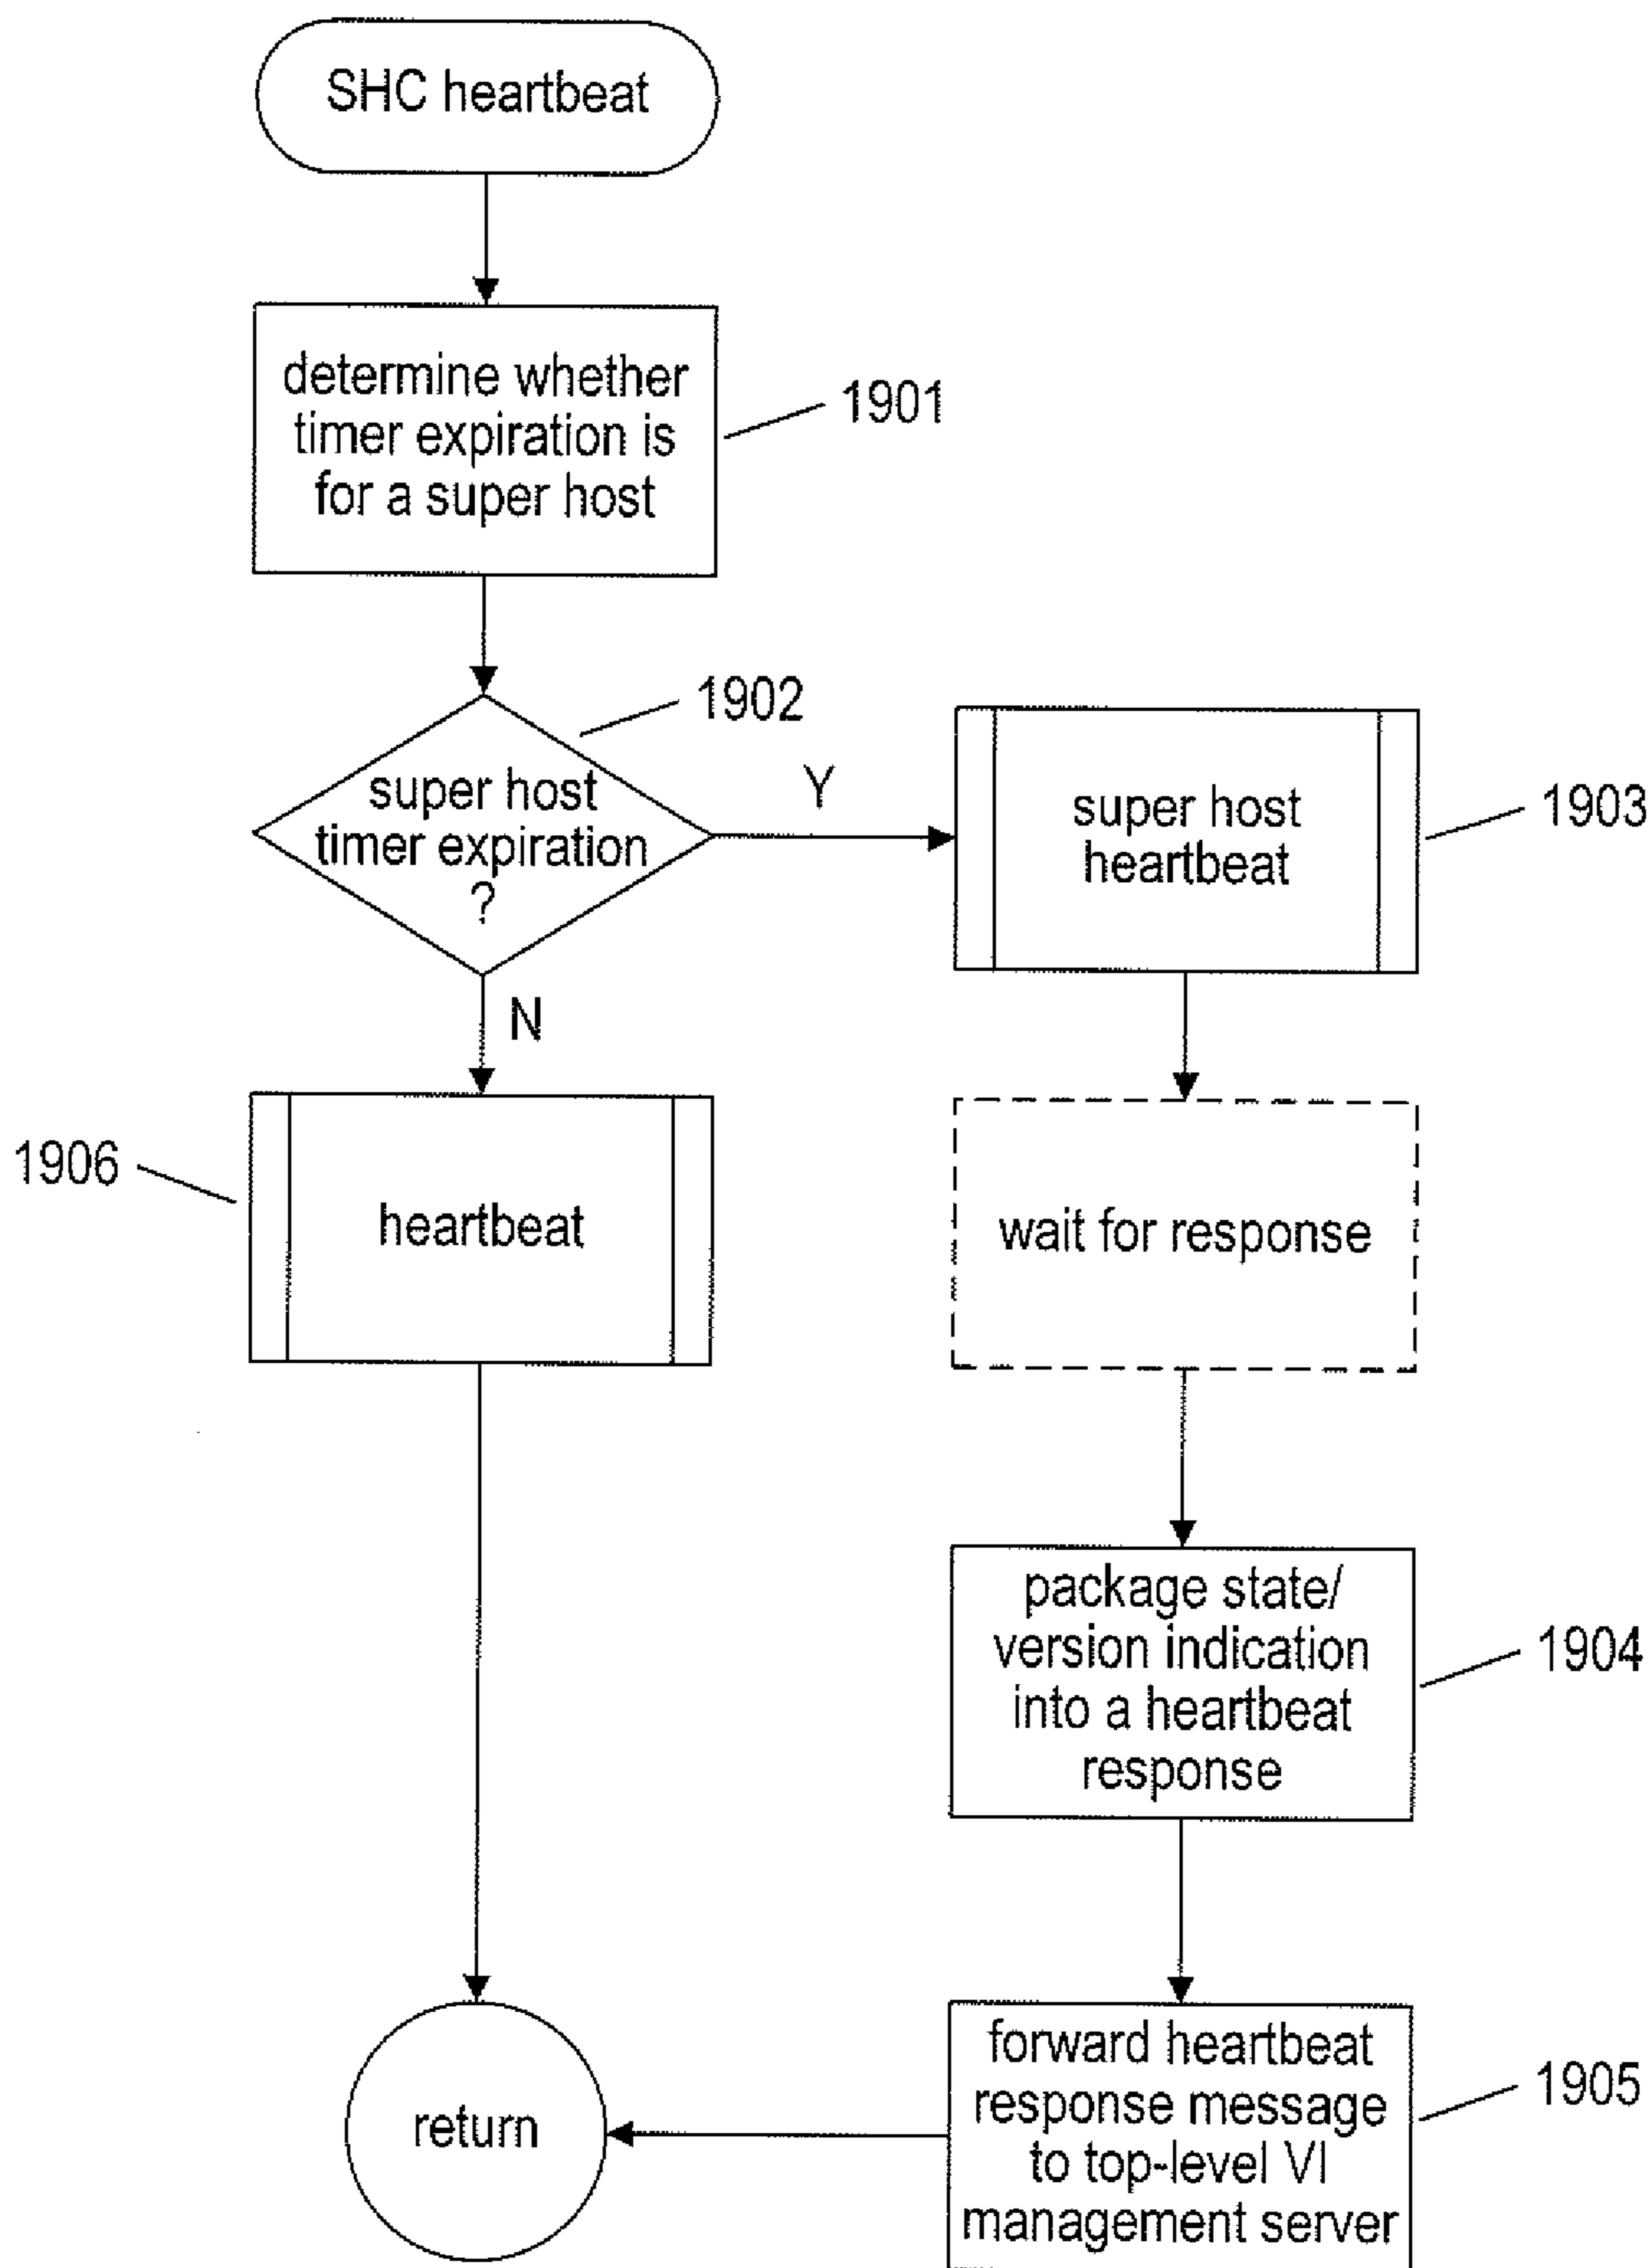 SHC heartbeat
determine whether
timer expiration is
for a super host
1901
1902
super host
timer expiration
?
Y
N
super host
heartbeat
1903
1906
heartbeat
wait for response
package state/
version indication
into a heartbeat
response
1904
return
forward heartbeat
response message
to top-level VI
management server
1905